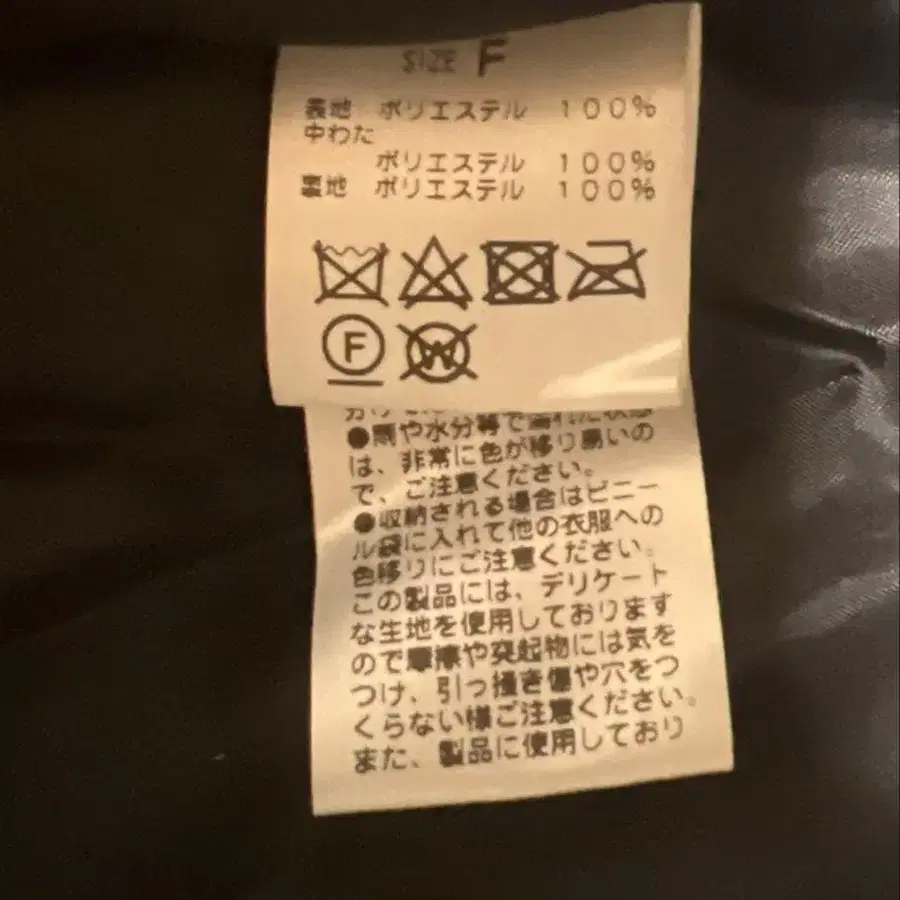 SIZE F
表地 ポリエステル 100%
中わた
ポリエステル 100%
裏地 ポリエステル 100%
F
W
●雨や水分等で濡れた状態
は、非常に色が移り易いの
で、ご注意ください。
●収納される場合はビニー
ル袋に入れて他の衣服への
色移りにご注意ください。
この製品には、デリケート
な生地を使用しております
ので摩擦や突起物には気を
つけ、引っ掻き傷や穴をつ
くらない様ご注意ください。
また、製品に使用しており